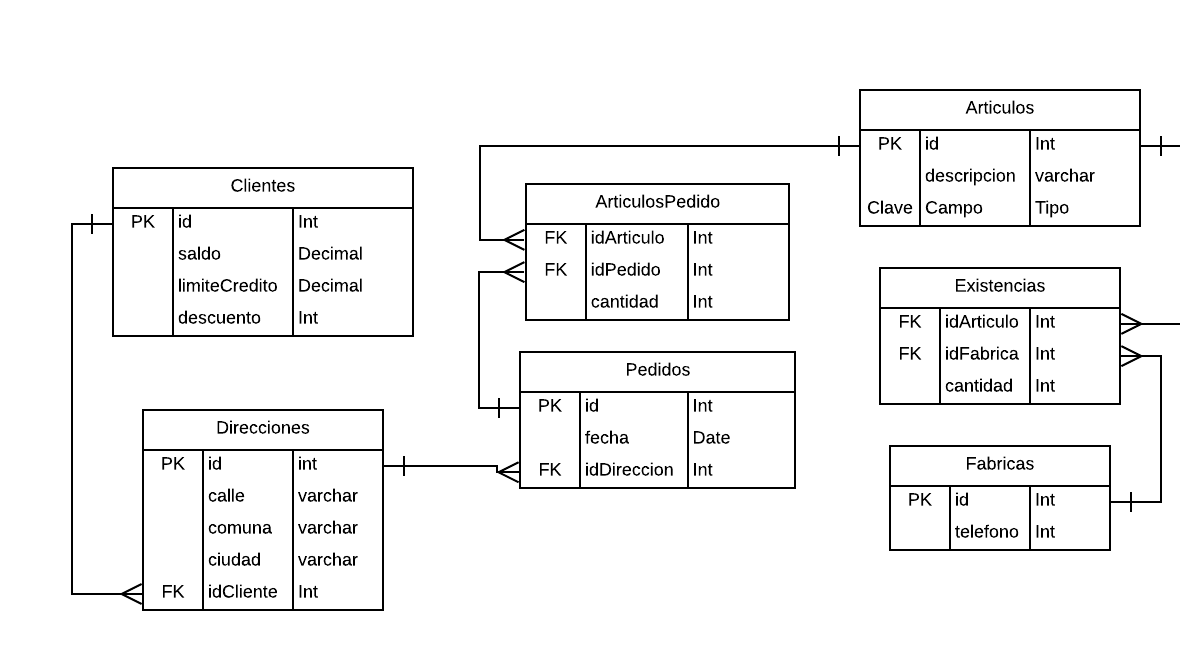 Clientes
PK id Int
saldo Decimal
limiteCredito Decimal
descuento Int
Direcciones
PK id int
calle varchar
comuna varchar
ciudad varchar
FK idCliente Int
ArticulosPedido
FK idArticulo Int
FK idPedido Int
cantidad Int
Pedidos
PK id Int
fecha Date
FK idDireccion Int
Articulos
PK id Int
descripcion varchar
Clave Campo Tipo
Existencias
FK idArticulo Int
FK idFabrica Int
cantidad Int
Fabricas
PK id Int
telefono Int